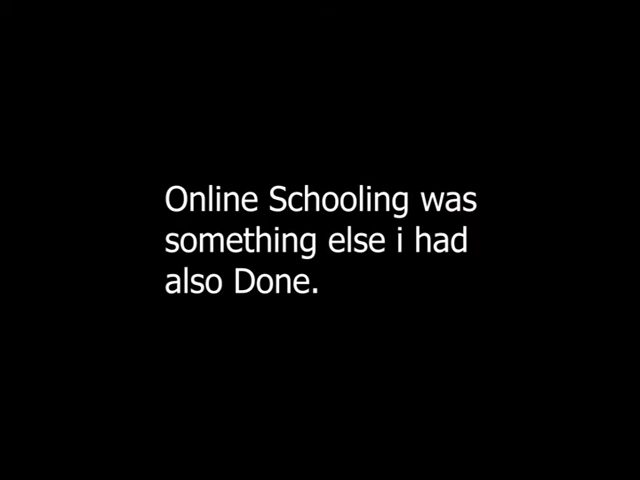 Online Schooling was
something else i had
also Done.